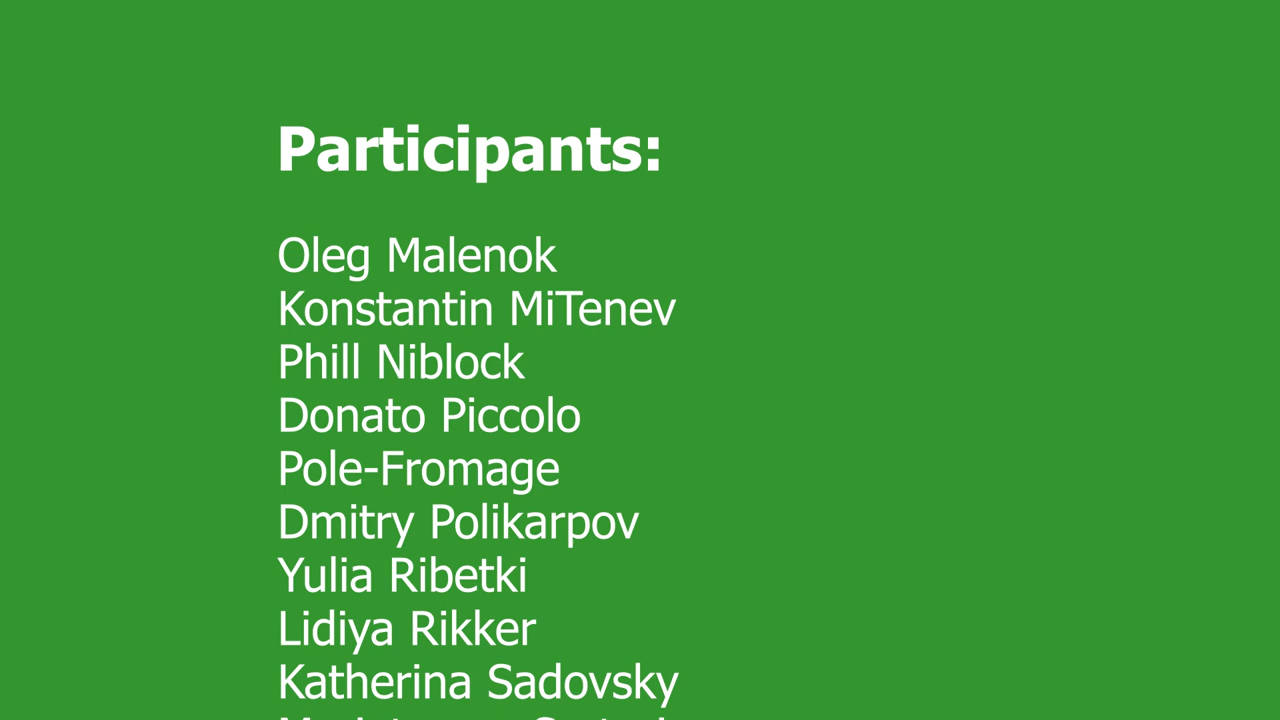 Participants:
Oleg Malenok
Konstantin MiTenev
Phill Niblock
Donato Piccolo
Pole-Fromage
Dmitry Polikarpov
Yulia Ribetki
Lidiya Rikker
Katherina Sadovsky